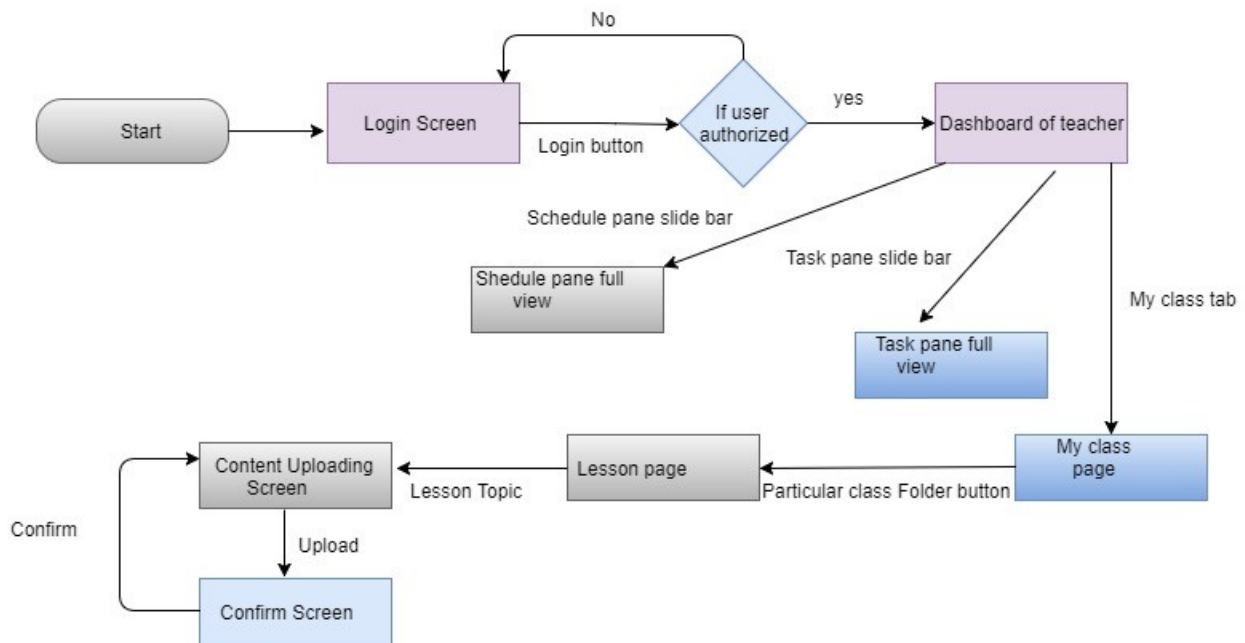 No
Start
Login Screen
Login button
If user
authorized
yes
Dashboard of teacher
Schedule pane slide bar
Shedule pane full
view
Task pane slide bar
Task pane full
view
My class tab
My class
page
Particular class Folder button
Lesson page
Lesson Topic
Content Uploading
Screen
Upload
Confirm
Confirm Screen